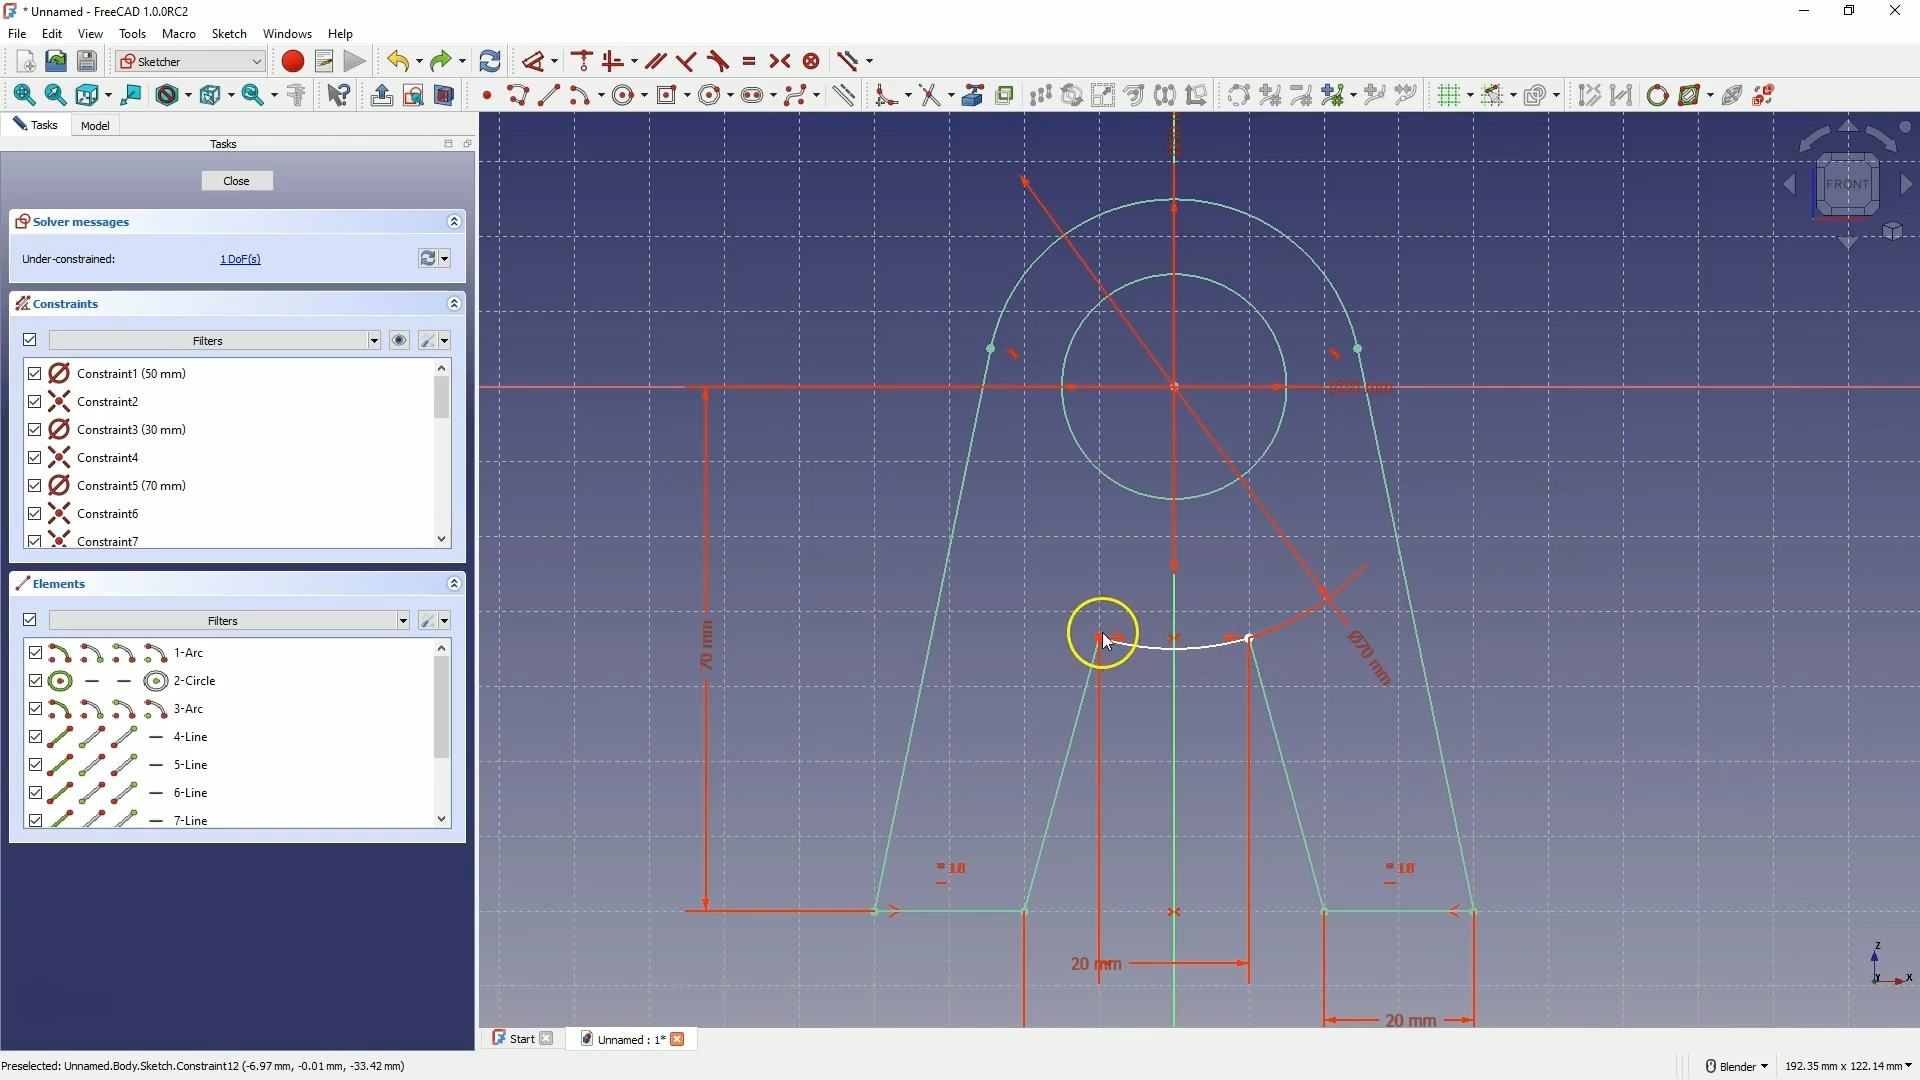 * Unnamed - FreeCAD 1.0.0RC2
File Edit View Tools Macro Sketch Windows Help
Sketcher
Tasks Model
Tasks
Close
Solver messages
Under-constrained: 1 DoF(s)
Constraints
Filters
Constraint1 (50 mm)
Constraint2
Constraint3 (30 mm)
Constraint4
Constraint5 (70 mm)
Constraint6
Constraint7
Elements
Filters
1-Arc
2-Circle
3-Arc
4-Line
5-Line
6-Line
7-Line
FRONT
Ø30 mm
70 mm
Ø70 mm
= 18
= 18
20 mm
20 mm
Z
Y X
Start Unnamed : 1*
Preselected: Unnamed.Body.Sketch.Constraint12 (-6.97 mm, -0.01 mm, -33.42 mm)
Blender 192.35 mm x 122.14 mm